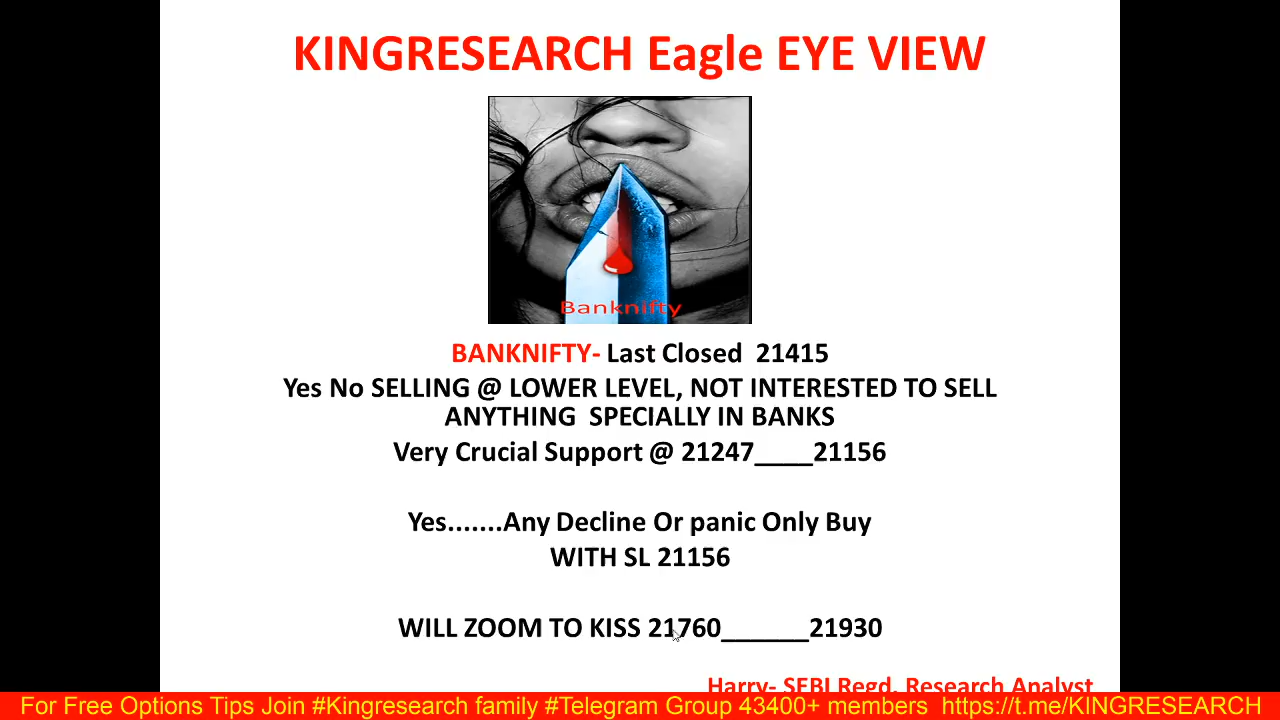 KINGRESEARCH Eagle EYE VIEW
Banknifty
BANKNIFTY- Last Closed 21415
Yes No SELLING @ LOWER LEVEL, NOT INTERESTED TO SELL
ANYTHING SPECIALLY IN BANKS
Very Crucial Support @ 21247____21156
Yes.......Any Decline Or panic Only Buy
WITH SL 21156
WILL ZOOM TO KISS 21760______21930
Harry- SEBI Regd. Research Analyst
For Free Options Tips Join #Kingresearch family #Telegram Group 43400+ members https://t.me/KINGRESEARCH